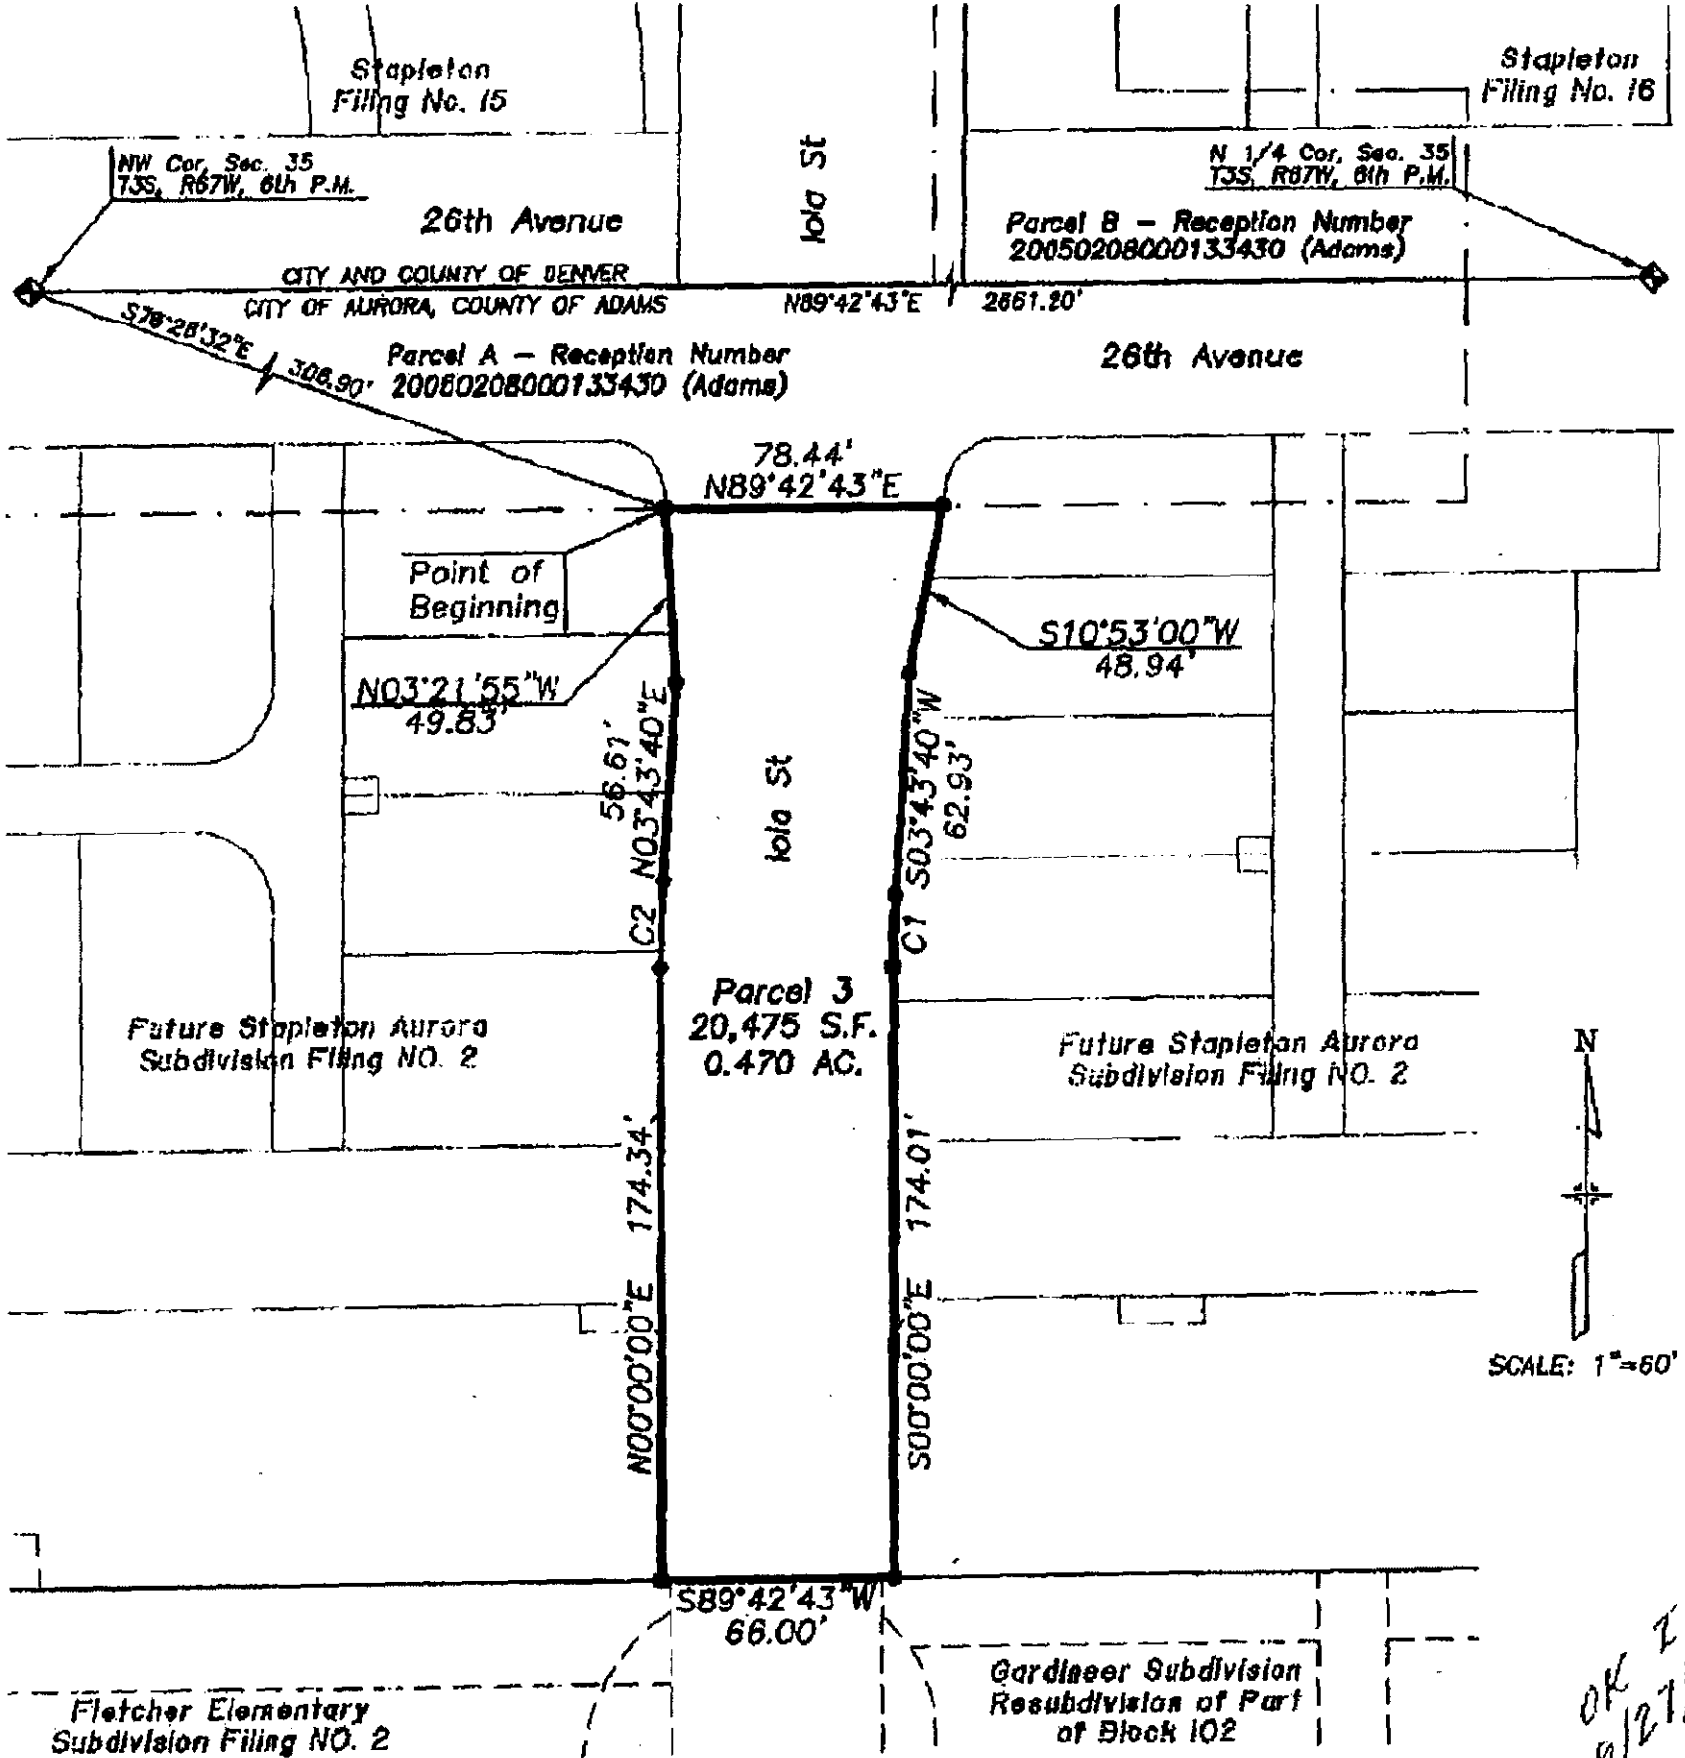 Stapleton
Filing No. 15
Stapleton
Filing No. 16
NW Cor, Sec. 35
T3S, R67W, 6th P.M.
N 1/4 Cor, Sec. 35
T3S, R67W, 6th P.M.
26th Avenue
Iola St
Parcel B - Reception Number
20050208000133430 (Adams)
CITY AND COUNTY OF DENVER
CITY OF AURORA, COUNTY OF ADAMS
N89°42'43"E 2661.20'
306.90'
Parcel A - Reception Number
20050208000133430 (Adams)
26th Avenue
78.44'
N89°42'43"E
Point of
Beginning
S10°53'00"W
48.94'
N03°21'55"W
49.83'
56.61'
C2 N03°43'40"E
Iola St
C1 S03°43'40"W
62.93'
Parcel 3
20,475 S.F.
0.470 AC.
Future Stapleton Aurora
Subdivision Filing NO. 2
Future Stapleton Aurora
Subdivision Filing NO. 2
N
N00°00'00"E 174.34'
S00°00'00"E 174.01'
SCALE: 1"=60'
S89°42'43"W
66.00'
Fletcher Elementary
Subdivision Filing NO. 2
Gardineer Subdivision
Resubdivision of Part
of Block 102
OK